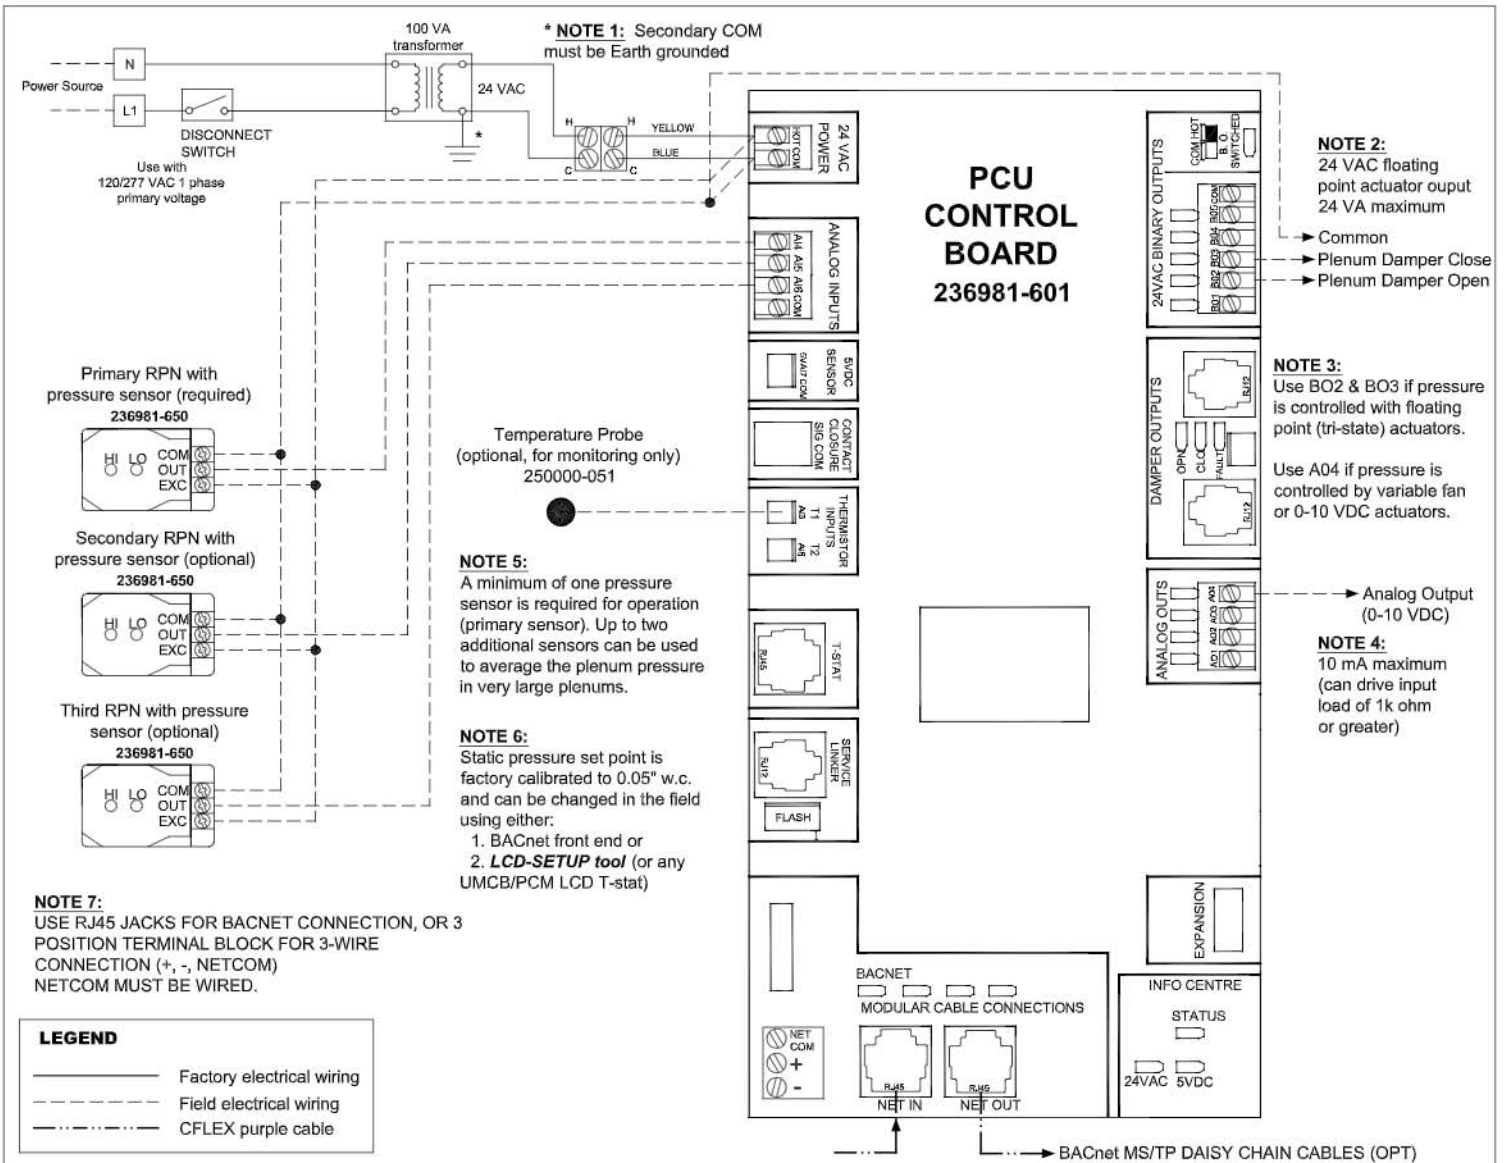 100 VA
transformer
* NOTE 1: Secondary COM
must be Earth grounded
N
Power Source
L1
24 VAC
*
DISCONNECT
SWITCH
Use with
120/277 VAC 1 phase
primary voltage
H
H
YELLOW
BLUE
C
C
HOT COM
24 VAC
POWER
PCU
CONTROL
BOARD
236981-601
COM HOT
B. O.
SWITCHED
24VAC BINARY OUTPUTS
COM
B05
B04
B03
B02
B01
NOTE 2:
24 VAC floating
point actuator ouput
24 VA maximum
Common
Plenum Damper Close
Plenum Damper Open
AI4
AI5
AI6
COM
ANALOG INPUTS
5VDC
SENSOR
5VAI7 COM
CONTACT
CLOSURE
SIG COM
Primary RPN with
pressure sensor (required)
236981-650
HI LO
COM
OUT
EXC
Temperature Probe
(optional, for monitoring only)
250000-051
THERMISTOR
INPUTS
T1
T2
AI3
DAMPER OUTPUTS
RJ12
OPN
CLO
FAULT
RJ12
NOTE 3:
Use BO2 & BO3 if pressure
is controlled with floating
point (tri-state) actuators.
Use A04 if pressure is
controlled by variable fan
or 0-10 VDC actuators.
Secondary RPN with
pressure sensor (optional)
236981-650
HI LO
COM
OUT
EXC
NOTE 5:
A minimum of one pressure
sensor is required for operation
(primary sensor). Up to two
additional sensors can be used
to average the plenum pressure
in very large plenums.
T-STAT
RJ45
ANALOG OUTS
A04
AO3
AO2
AO1
Analog Output
(0-10 VDC)
NOTE 4:
10 mA maximum
(can drive input
load of 1k ohm
or greater)
Third RPN with pressure
sensor (optional)
236981-650
HI LO
COM
OUT
EXC
NOTE 6:
Static pressure set point is
factory calibrated to 0.05" w.c.
and can be changed in the field
using either:
1. BACnet front end or
2. LCD-SETUP tool (or any
UMCB/PCM LCD T-stat)
SERVICE
LINKER
RJ12
FLASH
NOTE 7:
USE RJ45 JACKS FOR BACNET CONNECTION, OR 3
POSITION TERMINAL BLOCK FOR 3-WIRE
CONNECTION (+, -, NETCOM)
NETCOM MUST BE WIRED.
EXPANSION
BACNET
MODULAR CABLE CONNECTIONS
NET
COM
+
-
RJ45
NET IN
RJ45
NET OUT
INFO CENTRE
STATUS
24VAC 5VDC
LEGEND
Factory electrical wiring
Field electrical wiring
CFLEX purple cable
BACnet MS/TP DAISY CHAIN CABLES (OPT)